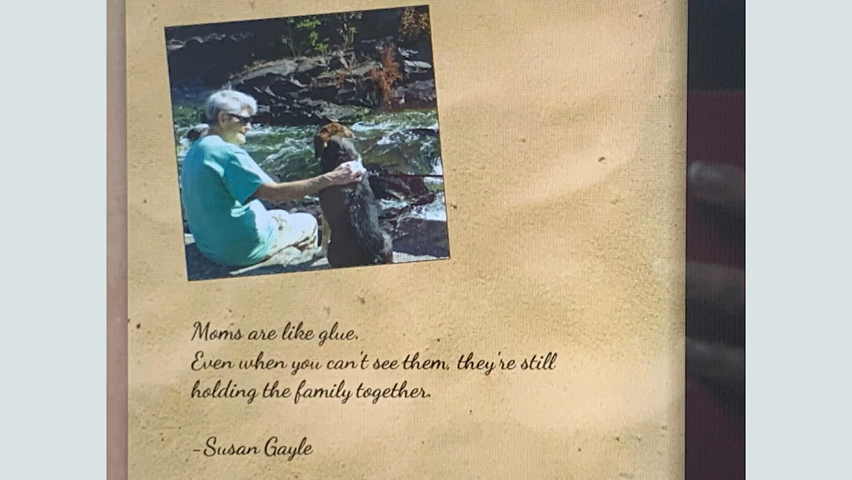 Moms are like glue.
Even when you can't see them, they're still
holding the family together.
-Susan Gayle